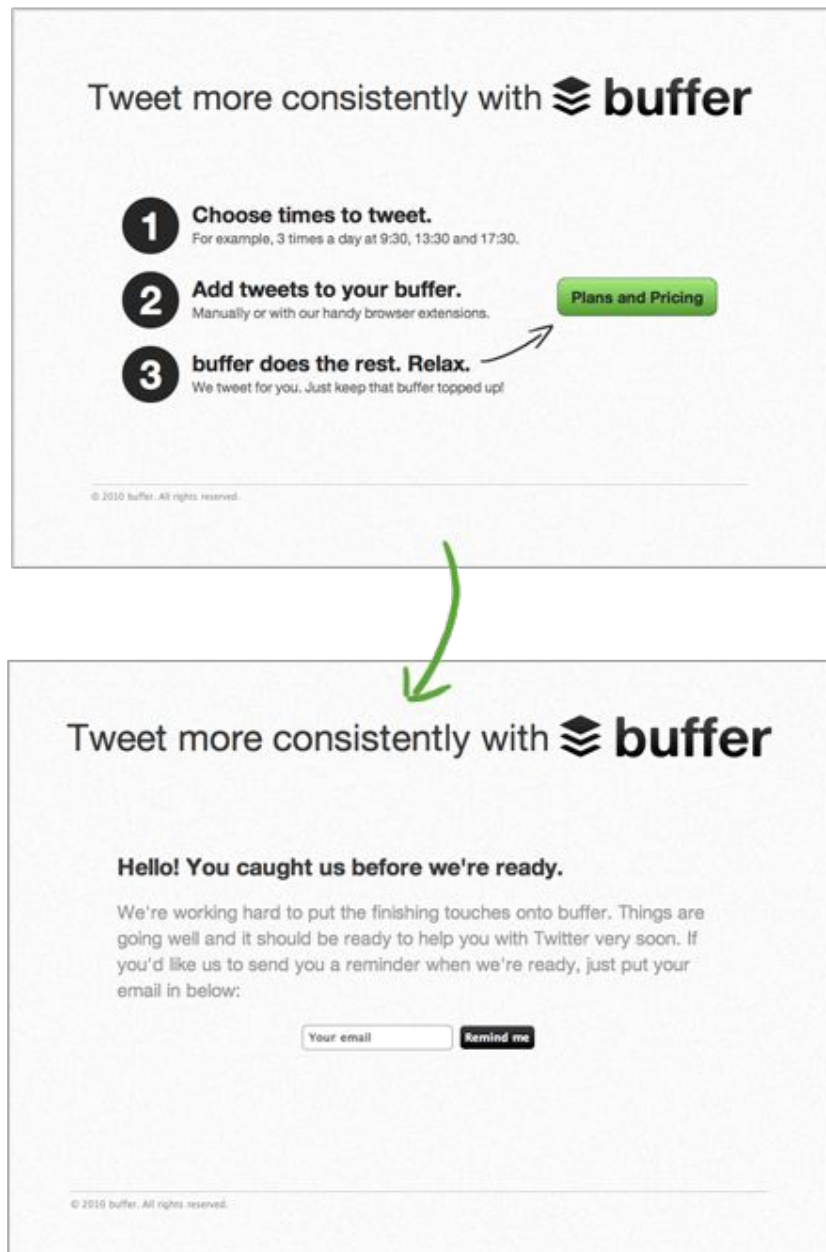 Tweet more consistently with buffer
1 Choose times to tweet.
For example, 3 times a day at 9:30, 13:30 and 17:30.
2 Add tweets to your buffer.
Manually or with our handy browser extensions.
Plans and Pricing
3 buffer does the rest. Relax.
We tweet for you. Just keep that buffer topped up!
© 2010 buffer. All rights reserved.
Tweet more consistently with buffer
Hello! You caught us before we're ready.
We're working hard to put the finishing touches onto buffer. Things are
going well and it should be ready to help you with Twitter very soon. If
you'd like us to send you a reminder when we're ready, just put your
email in below:
Your email Remind me
© 2010 buffer. All rights reserved.